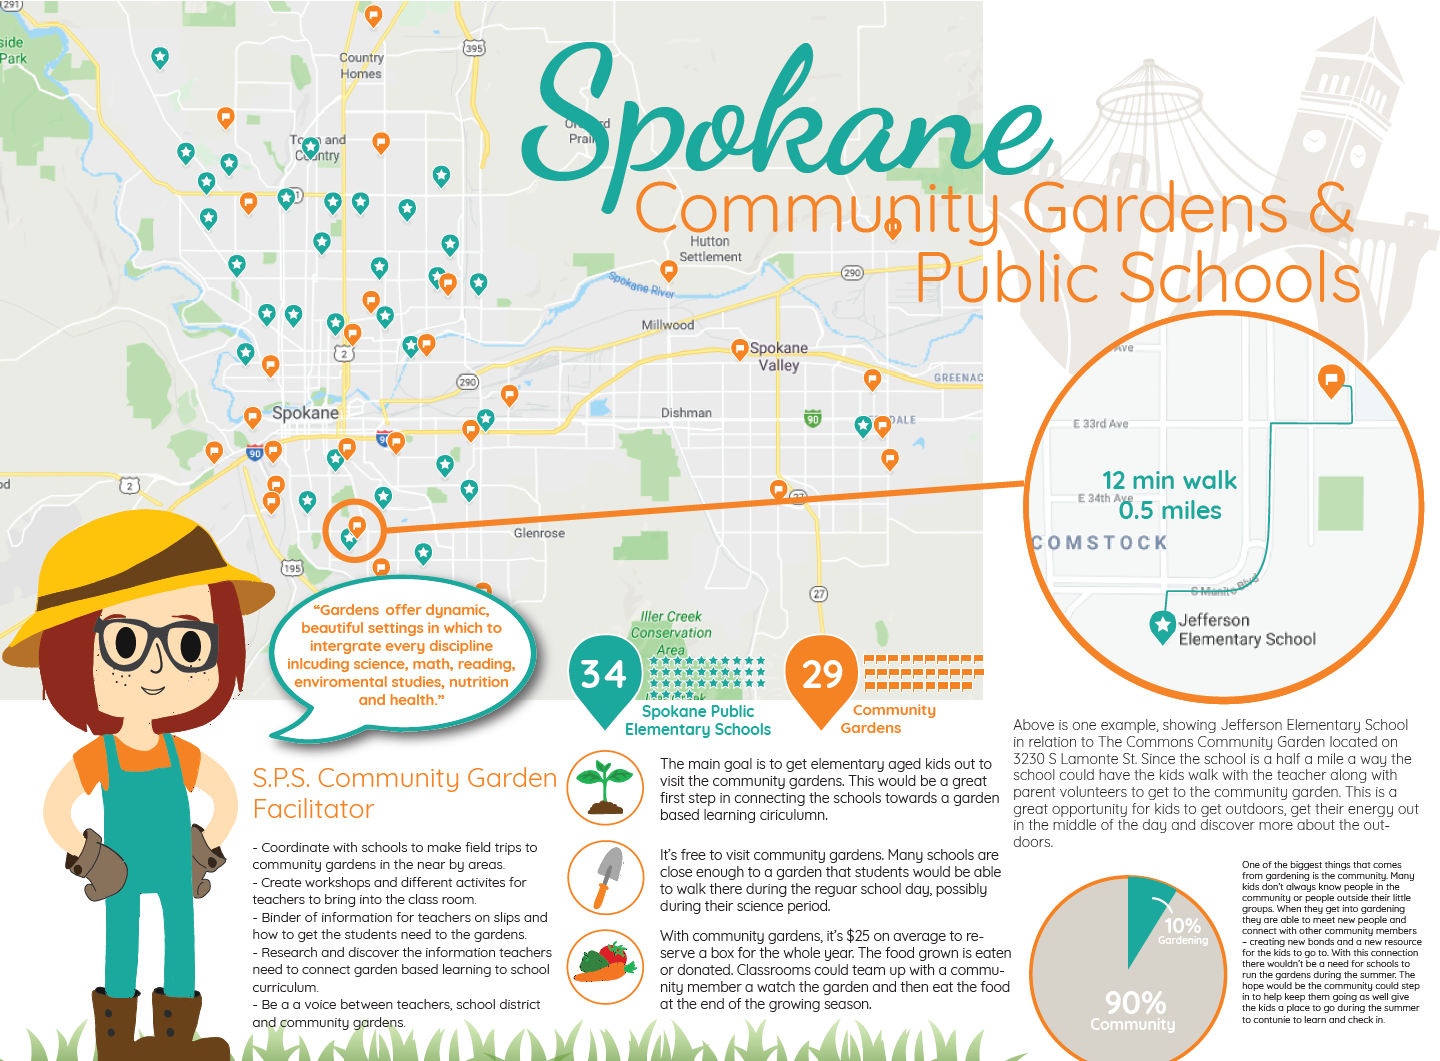 Spokane
Community Gardens &
Public Schools
291
side
Park
Country
Homes
395
Town and
Country
Hutton
Settlement
Spokane River
290
Millwood
2
Spokane
Valley
290
GREENAC
Spokane
Dishman
90
90
DALE
2
27
Glenrose
195
27
Iller Creek
Conservation
Area
Ave
E 33rd Ave
12 min walk
E 34th Ave
0.5 miles
COMSTOCK
S Manito Blvd
Jefferson
Elementary School
“Gardens offer dynamic,
beautiful settings in which to
intergrate every discipline
inlcuding science, math, reading,
enviromental studies, nutrition
and health.”
34
Spokane Public
Elementary Schools
29
Community
Gardens
S.P.S. Community Garden
Facilitator
- Coordinate with schools to make field trips to
community gardens in the near by areas.
- Create workshops and different activites for
teachers to bring into the class room.
- Binder of information for teachers on slips and
how to get the students need to the gardens.
- Research and discover the information teachers
need to connect garden based learning to school
curriculum.
- Be a a voice between teachers, school district
and community gardens.
The main goal is to get elementary aged kids out to
visit the community gardens. This would be a great
first step in connecting the schools towards a garden
based learning ciriculumn.
It’s free to visit community gardens. Many schools are
close enough to a garden that students would be able
to walk there during the reguar school day, possibly
during their science period.
With community gardens, it’s $25 on average to re-
serve a box for the whole year. The food grown is eaten
or donated. Classrooms could team up with a commu-
nity member a watch the garden and then eat the food
at the end of the growing season.
Above is one example, showing Jefferson Elementary School
in relation to The Commons Community Garden located on
3230 S Lamonte St. Since the school is a half a mile a way the
school could have the kids walk with the teacher along with
parent volunteers to get to the community garden. This is a
great opportunity for kids to get outdoors, get their energy out
in the middle of the day and discover more about the out-
doors.
10%
Gardening
90%
Community
One of the biggest things that comes
from gardening is the community. Many
kids don’t always know people in the
community or people outside their little
groups. When they get into gardening
they are able to meet new people and
connect with other community members
– creating new bonds and a new resource
for the kids to go to. With this connection
there wouldn’t be a need for schools to
run the gardens during the summer. The
hope would be the community could step
in to help keep them going as well give
the kids a place to go during the summer
to contunie to learn and check in.